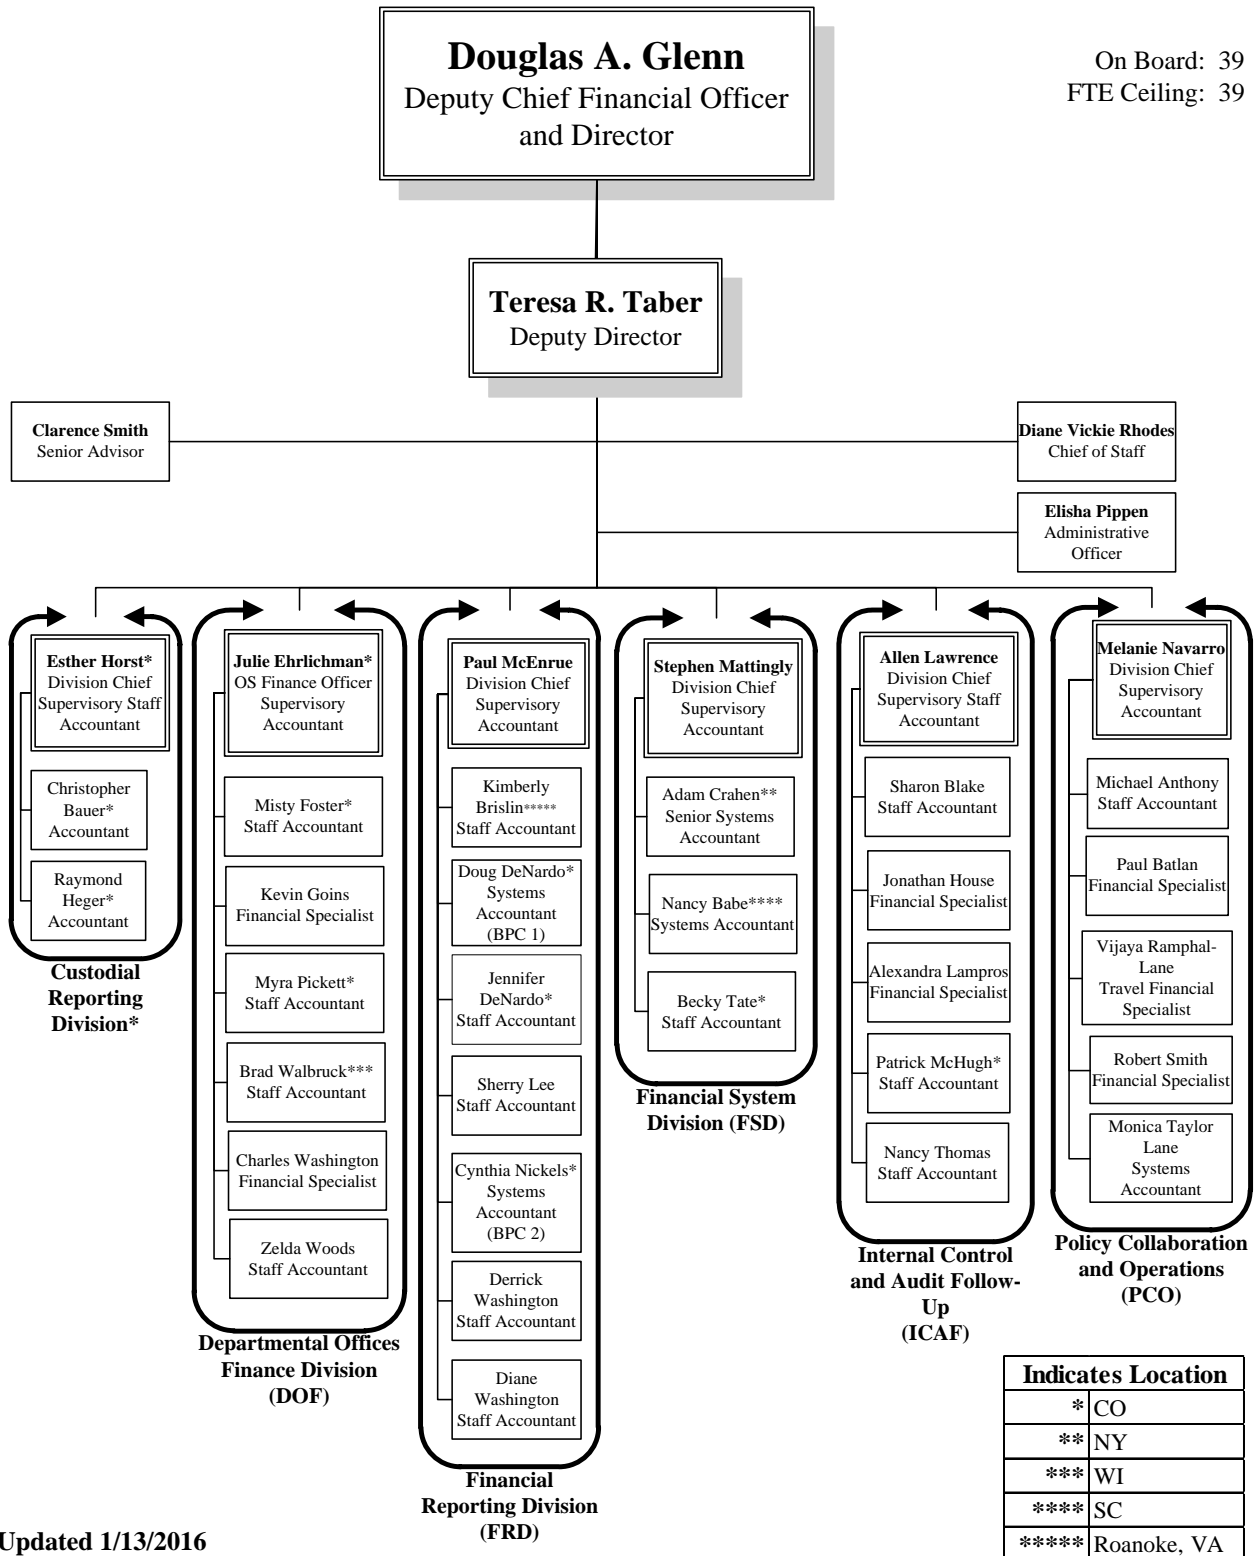 Douglas A. Glenn
Deputy Chief Financial Officer
and Director
On Board: 39
FTE Ceiling: 39
Teresa R. Taber
Deputy Director
Clarence Smith
Senior Advisor
Diane Vickie Rhodes
Chief of Staff
Elisha Pippen
Administrative
Officer
Esther Horst*
Division Chief
Supervisory Staff
Accountant
Christopher
Bauer*
Accountant
Raymond
Heger*
Accountant
Custodial
Reporting
Division*
Julie Ehrlichman*
OS Finance Officer
Supervisory
Accountant
Misty Foster*
Staff Accountant
Kevin Goins
Financial Specialist
Myra Pickett*
Staff Accountant
Brad Walbruck***
Staff Accountant
Charles Washington
Financial Specialist
Zelda Woods
Staff Accountant
Departmental Offices
Finance Division
(DOF)
Paul McEnrue
Division Chief
Supervisory
Accountant
Kimberly
Brislin*****
Staff Accountant
Doug DeNardo*
Systems
Accountant
(BPC 1)
Jennifer
DeNardo*
Staff Accountant
Sherry Lee
Staff Accountant
Cynthia Nickels*
Systems
Accountant
(BPC 2)
Derrick
Washington
Staff Accountant
Diane
Washington
Staff Accountant
Financial
Reporting Division
(FRD)
Stephen Mattingly
Division Chief
Supervisory
Accountant
Adam Crahen**
Senior Systems
Accountant
Nancy Babe****
Systems Accountant
Becky Tate*
Staff Accountant
Financial System
Division (FSD)
Allen Lawrence
Division Chief
Supervisory Staff
Accountant
Sharon Blake
Staff Accountant
Jonathan House
Financial Specialist
Alexandra Lampros
Financial Specialist
Patrick McHugh*
Staff Accountant
Nancy Thomas
Staff Accountant
Internal Control
and Audit Follow-
Up
(ICAF)
Melanie Navarro
Division Chief
Supervisory
Accountant
Michael Anthony
Staff Accountant
Paul Batlan
Financial Specialist
Vijaya Ramphal-
Lane
Travel Financial
Specialist
Robert Smith
Financial Specialist
Monica Taylor
Lane
Systems
Accountant
Policy Collaboration
and Operations
(PCO)
Indicates Location
* CO
** NY
*** WI
**** SC
***** Roanoke, VA
Updated 1/13/2016